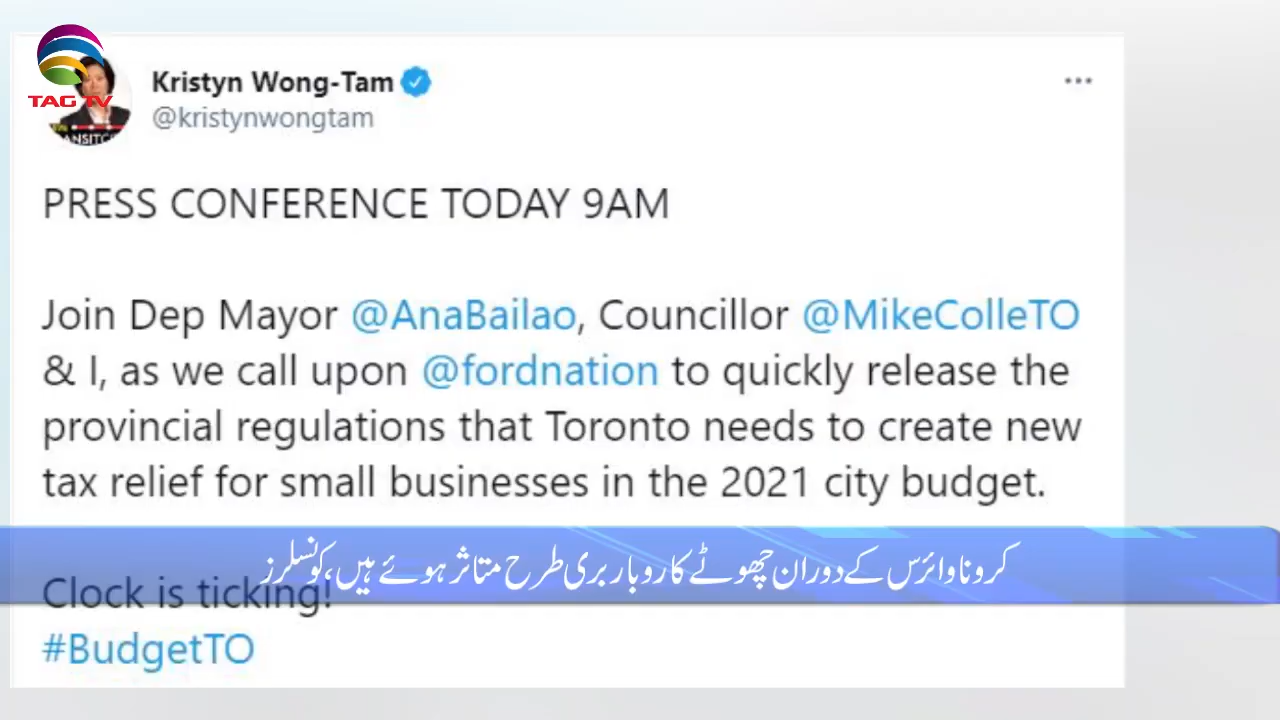 TAG TV
Kristyn Wong-Tam
@kristynwongtam
ANSITC
PRESS CONFERENCE TODAY 9AM
Join Dep Mayor @AnaBailao, Councillor @MikeColleTO
& I, as we call upon @fordnation to quickly release the
provincial regulations that Toronto needs to create new
tax relief for small businesses in the 2021 city budget.
کرونا وائرس کے دوران چھوٹے کاروبار بری طرح متاثر ہوئے ہیں، کونسلرز
Clock is ticking!
#BudgetTO